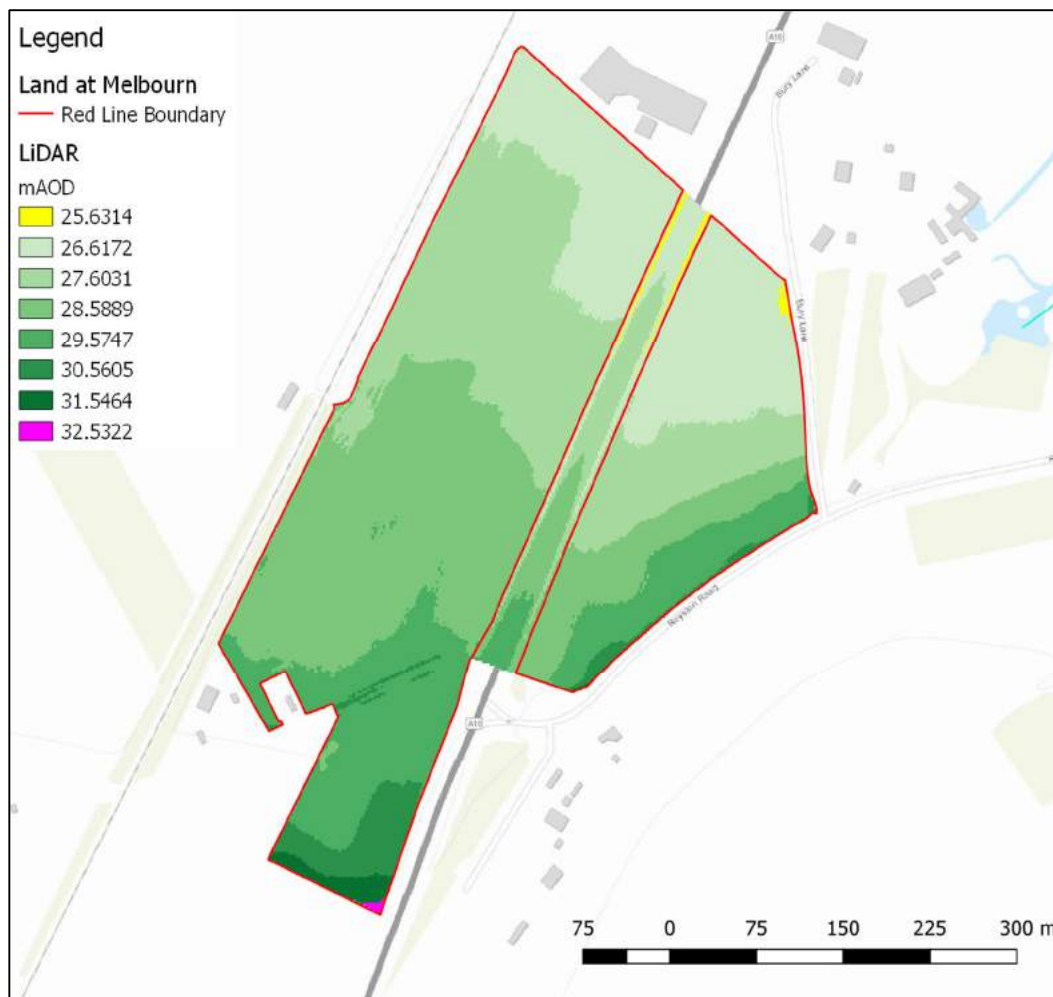 Legend
Land at Melbourn
Red Line Boundary
LiDAR
mAOD
25.6314
26.6172
27.6031
28.5889
29.5747
30.5605
31.5464
32.5322
A10
Bury Lane
Bury Lane
Royston Road
A10
75 0 75 150 225 300 m